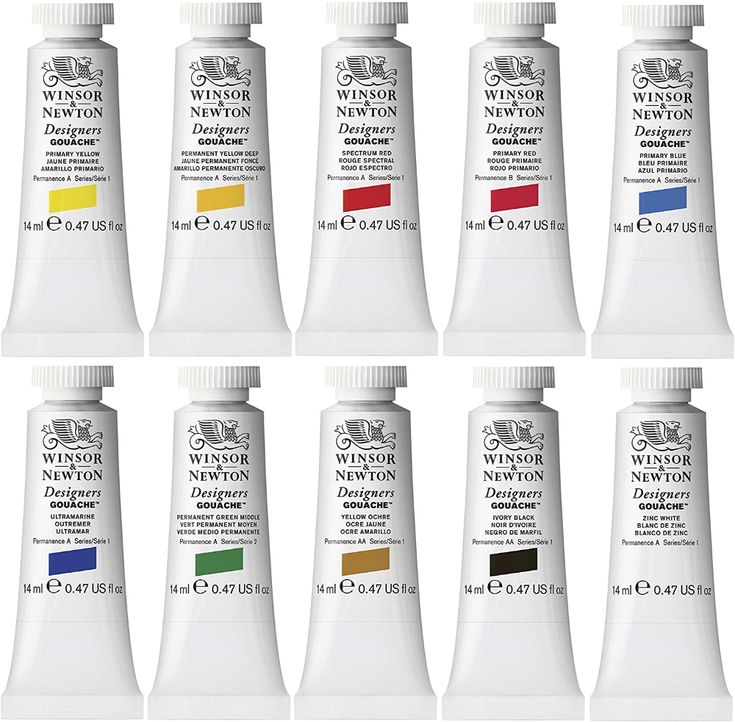 WINSOR
&
NEWTON
Designers
GOUACHE™
PRIMARY YELLOW
JAUNE PRIMAIRE
AMARILLO PRIMARIO
Permanence A Series/Série 1
14 ml e 0.47 US fl oz
WINSOR
&
NEWTON
Designers
GOUACHE™
PERMANENT YELLOW DEEP
JAUNE PERMANENT FONCÉ
AMARILLO PERMANENTE OSCURO
Permanence A Series/Série 1
14 ml e 0.47 US fl oz
WINSOR
&
NEWTON
Designers
GOUACHE™
SPECTRUM RED
ROUGE SPECTRAL
ROJO ESPECTRO
Permanence A Series/Série 1
14 ml e 0.47 US fl oz
WINSOR
&
NEWTON
Designers
GOUACHE™
PRIMARY RED
ROUGE PRIMAIRE
ROJO PRIMARIO
Permanence B Series/Série 1
14 ml e 0.47 US fl oz
WINSOR
&
NEWTON
Designers
GOUACHE™
PRIMARY BLUE
BLEU PRIMAIRE
AZUL PRIMARIO
Permanence A Series/Série 1
14 ml e 0.47 US fl oz
WINSOR
&
NEWTON
Designers
GOUACHE™
ULTRAMARINE
OUTREMER
ULTRAMAR
Permanence A Series/Série 1
14 ml e 0.47 US fl oz
WINSOR
&
NEWTON
Designers
GOUACHE™
PERMANENT GREEN MIDDLE
VERT PERMANENT MOYEN
VERDE MEDIO PERMANENTE
Permanence A Series/Série 2
14 ml e 0.47 US fl oz
WINSOR
&
NEWTON
Designers
GOUACHE™
YELLOW OCHRE
OCRE JAUNE
OCRE AMARILLO
Permanence AA Series/Série 1
14 ml e 0.47 US fl oz
WINSOR
&
NEWTON
Designers
GOUACHE™
IVORY BLACK
NOIR D'IVOIRE
NEGRO DE MARFIL
Permanence AA Series/Série 1
14 ml e 0.47 US fl oz
WINSOR
&
NEWTON
Designers
GOUACHE™
ZINC WHITE
BLANC DE ZINC
BLANCO DE ZINC
Permanence A Series/Série 1
14 ml e 0.47 US fl oz